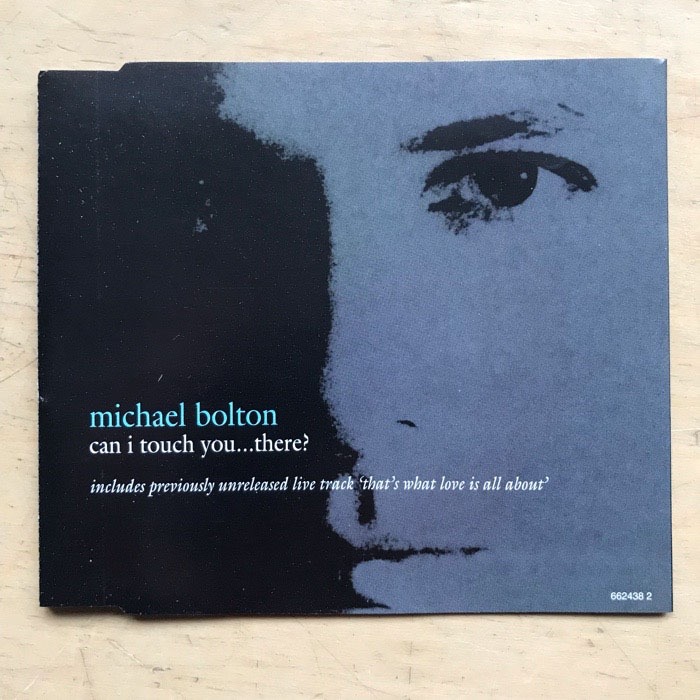 michael bolton
can i touch you...there?
includes previously unreleased live track ‘that’s what love is all about’
662438 2